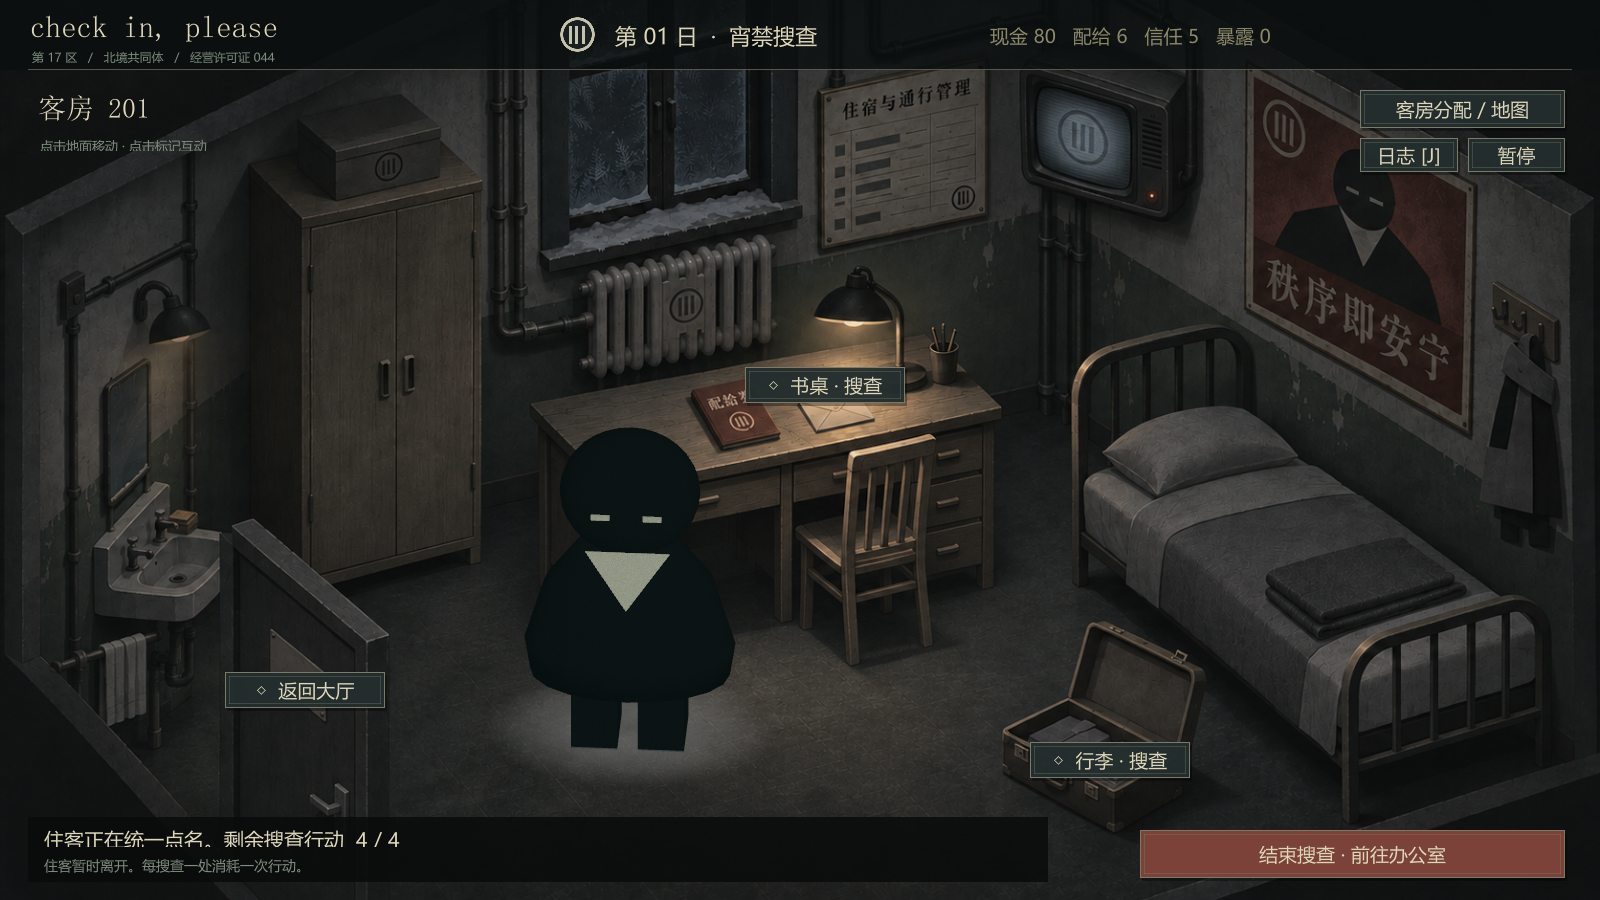 check in, please
第 17 区 / 北境共同体 / 经营许可证 044
第 01 日 · 宵禁搜查
现金 80 配给 6 信任 5 暴露 0
客房 201
点击地面移动 · 点击标记互动
客房分配 / 地图
日志 [J]
暂停
住宿与通行管理
秩序即安宁
书桌 · 搜查
配给
返回大厅
行李 · 搜查
住客正在统一点名。剩余搜查行动 4 / 4
住客暂时离开。每搜查一处消耗一次行动。
结束搜查 · 前往办公室